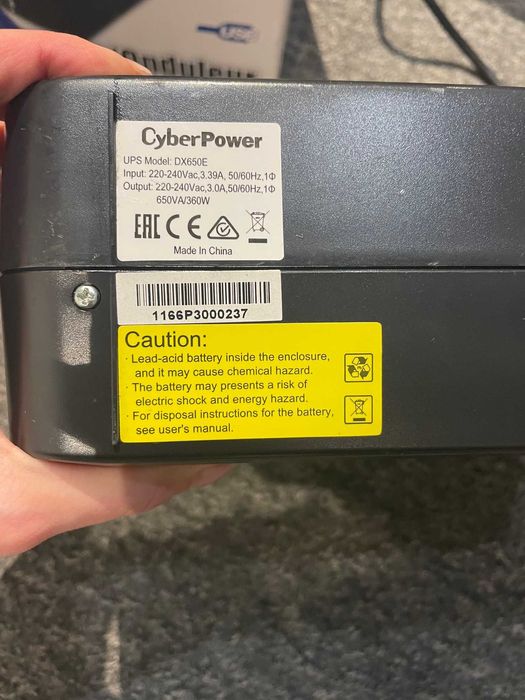 USB
CyberPower
UPS Model: DX650E
Input: 220-240Vac,3.39A, 50/60Hz,1Φ
Output: 220-240Vac,3.0A,50/60Hz,1Φ
650VA/360W
EAC CE
Made In China
1166P3000237
Caution:
· Lead-acid battery inside the enclosure,
and it may cause chemical hazard.
· The battery may presents a risk of
electric shock and energy hazard.
· For disposal instructions for the battery,
see user's manual.